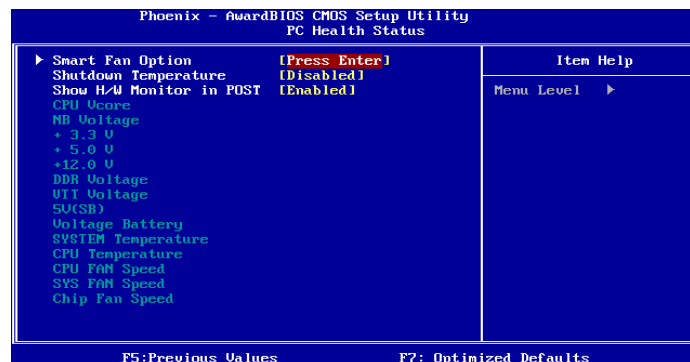 Phoenix - AwardBIOS CMOS Setup Utility
PC Health Status
Smart Fan Option [Press Enter]
Shutdown Temperature [Disabled]
Show H/W Monitor in POST [Enabled]
CPU Vcore
NB Voltage
+ 3.3 V
+ 5.0 V
+12.0 V
DDR Voltage
VTT Voltage
5V(SB)
Voltage Battery
SYSTEM Temperature
CPU Temperature
CPU FAN Speed
SYS FAN Speed
Chip Fan Speed
Item Help
Menu Level
F5:Previous Values F7: Optimized Defaults